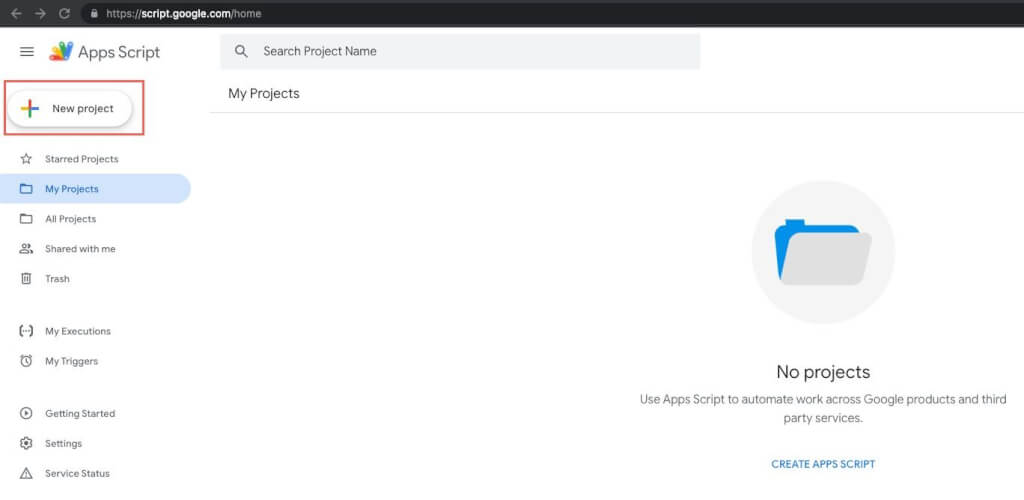 https://script.google.com/home
Apps Script
Search Project Name
New project
My Projects
Starred Projects
My Projects
All Projects
Shared with me
Trash
My Executions
My Triggers
Getting Started
Settings
Service Status
No projects
Use Apps Script to automate work across Google products and third
party services.
CREATE APPS SCRIPT